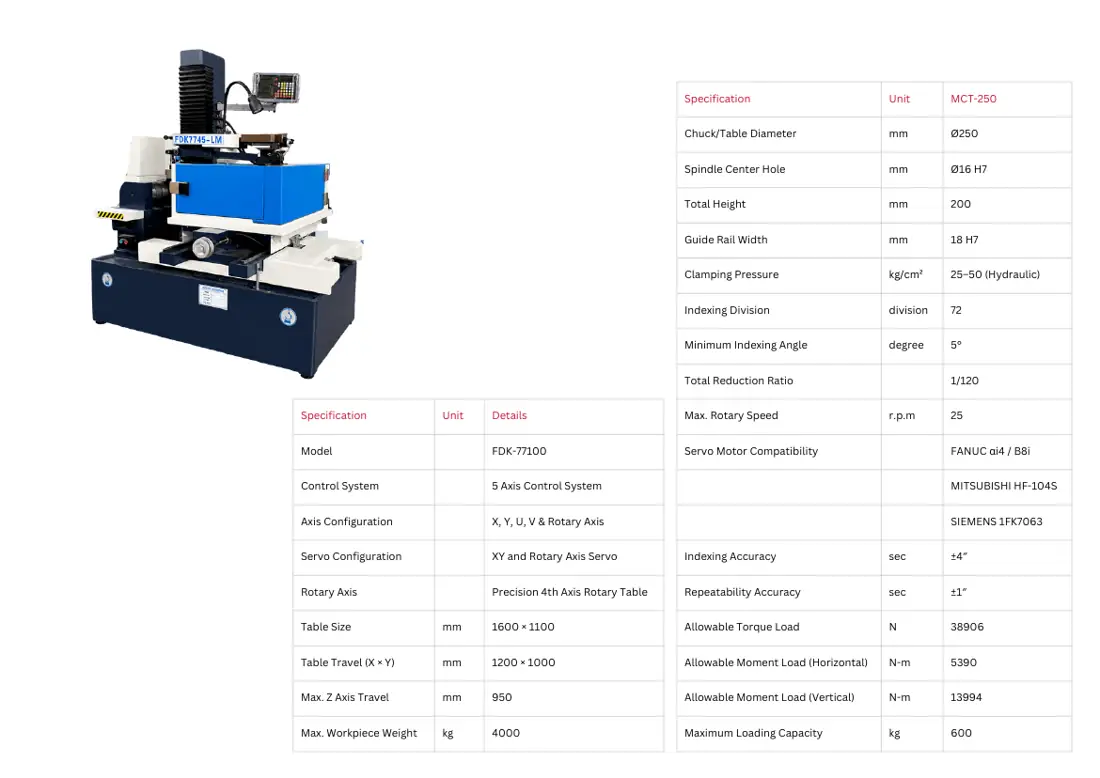 FDK7745-LM
Specification Unit Details
Model FDK-77100
Control System 5 Axis Control System
Axis Configuration X, Y, U, V & Rotary Axis
Servo Configuration XY and Rotary Axis Servo
Rotary Axis Precision 4th Axis Rotary Table
Table Size mm 1600 × 1100
Table Travel (X × Y) mm 1200 × 1000
Max. Z Axis Travel mm 950
Max. Workpiece Weight kg 4000
Specification Unit MCT-250
Chuck/Table Diameter mm Ø250
Spindle Center Hole mm Ø16 H7
Total Height mm 200
Guide Rail Width mm 18 H7
Clamping Pressure kg/cm² 25–50 (Hydraulic)
Indexing Division division 72
Minimum Indexing Angle degree 5°
Total Reduction Ratio 1/120
Max. Rotary Speed r.p.m 25
Servo Motor Compatibility FANUC αi4 / B8i
MITSUBISHI HF-104S
SIEMENS 1FK7063
Indexing Accuracy sec ±4″
Repeatability Accuracy sec ±1″
Allowable Torque Load N 38906
Allowable Moment Load (Horizontal) N-m 5390
Allowable Moment Load (Vertical) N-m 13994
Maximum Loading Capacity kg 600